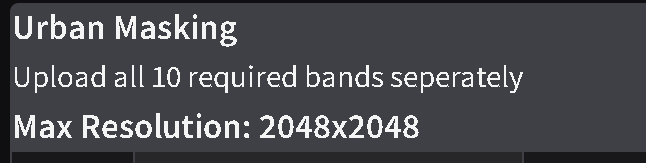 Urban Masking
Upload all 10 required bands seperately
Max Resolution: 2048x2048